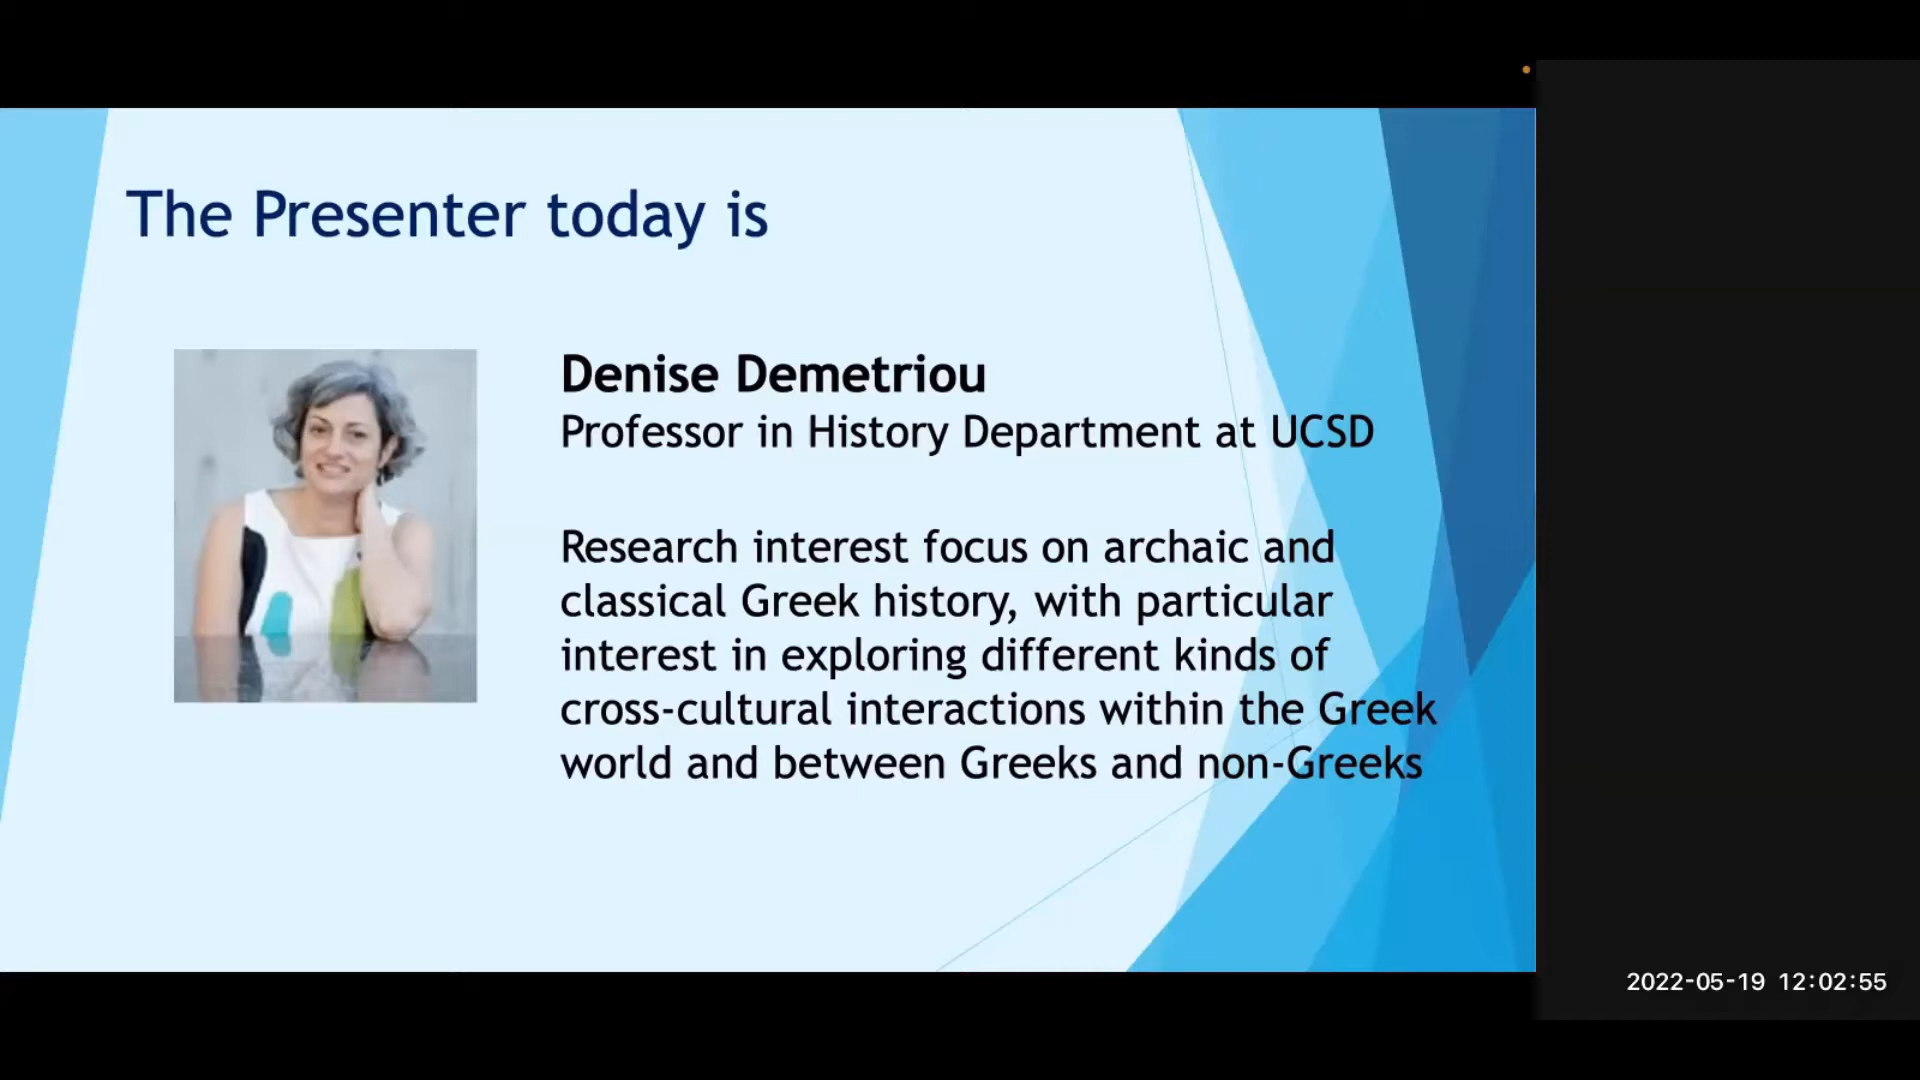 The Presenter today is
Denise Demetriou
Professor in History Department at UCSD
Research interest focus on archaic and
classical Greek history, with particular
interest in exploring different kinds of
cross-cultural interactions within the Greek
world and between Greeks and non-Greeks
2022-05-19 12:02:55